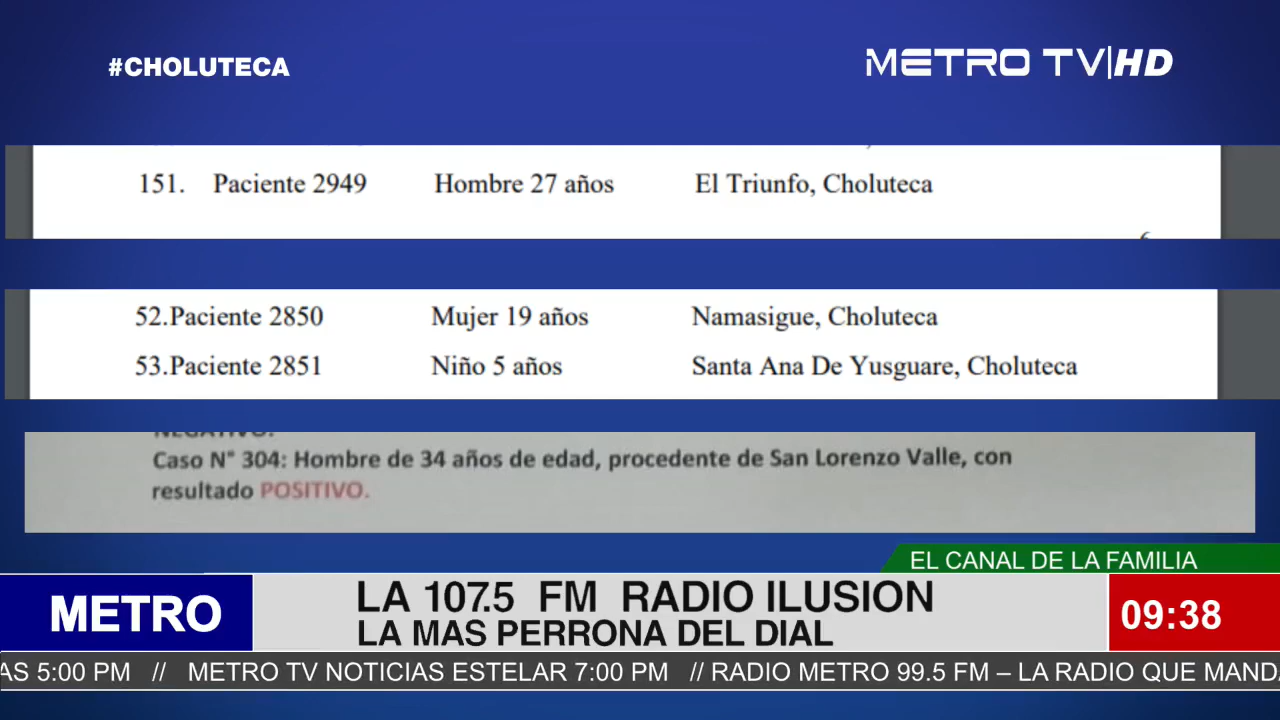 #CHOLUTECA
METRO TV|HD
151. Paciente 2949 Hombre 27 años El Triunfo, Choluteca
52.Paciente 2850 Mujer 19 años Namasigue, Choluteca
53.Paciente 2851 Niño 5 años Santa Ana De Yusguare, Choluteca
NEGATIVO.
Caso N° 304: Hombre de 34 años de edad, procedente de San Lorenzo Valle, con
resultado POSITIVO.
EL CANAL DE LA FAMILIA
METRO
LA 107.5 FM RADIO ILUSION
LA MAS PERRONA DEL DIAL
09:38
AS 5:00 PM // METRO TV NOTICIAS ESTELAR 7:00 PM // RADIO METRO 99.5 FM – LA RADIO QUE MANDA